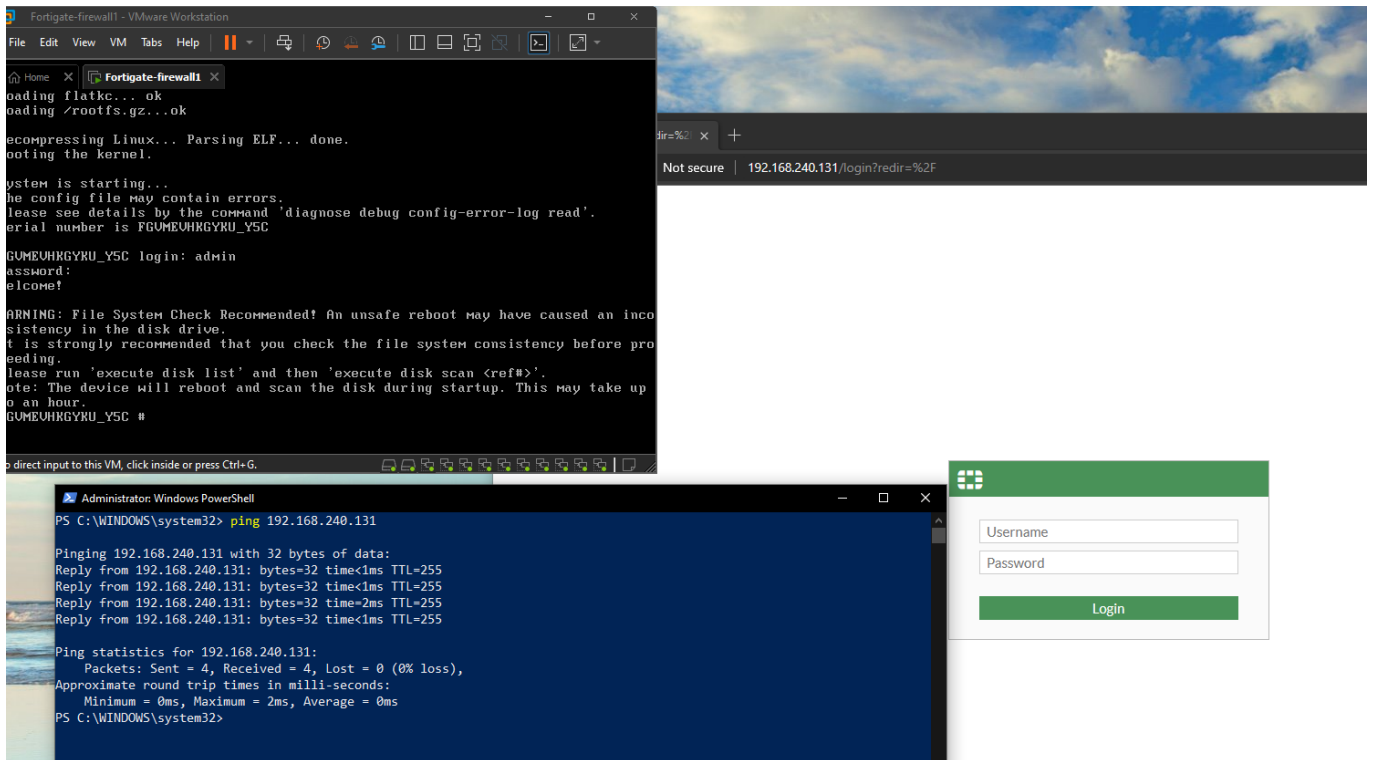 Fortigate-firewall1 - VMware Workstation
File Edit View VM Tabs Help
Home
Fortigate-firewall1
oading flatkc... ok
oading /rootfs.gz...ok
ecompressing Linux... Parsing ELF... done.
ooting the kernel.
ystem is starting...
he config file may contain errors.
lease see details by the command 'diagnose debug config-error-log read'.
erial number is FGVMEVHKGYKU_Y5C
GVMEVHKGYKU_Y5C login: admin
assword:
elcome!
ARNING: File System Check Recommended! An unsafe reboot may have caused an inco
sistency in the disk drive.
t is strongly recommended that you check the file system consistency before pro
eeding.
lease run 'execute disk list' and then 'execute disk scan <ref#>'.
ote: The device will reboot and scan the disk during startup. This may take up
o an hour.
GVMEVHKGYKU_Y5C #
o direct input to this VM, click inside or press Ctrl+G.
dir=%2
Not secure | 192.168.240.131/login?redir=%2F
Administrator: Windows PowerShell
PS C:\WINDOWS\system32> ping 192.168.240.131
Pinging 192.168.240.131 with 32 bytes of data:
Reply from 192.168.240.131: bytes=32 time<1ms TTL=255
Reply from 192.168.240.131: bytes=32 time<1ms TTL=255
Reply from 192.168.240.131: bytes=32 time=2ms TTL=255
Reply from 192.168.240.131: bytes=32 time<1ms TTL=255
Ping statistics for 192.168.240.131:
Packets: Sent = 4, Received = 4, Lost = 0 (0% loss),
Approximate round trip times in milli-seconds:
Minimum = 0ms, Maximum = 2ms, Average = 0ms
PS C:\WINDOWS\system32>
Username
Password
Login